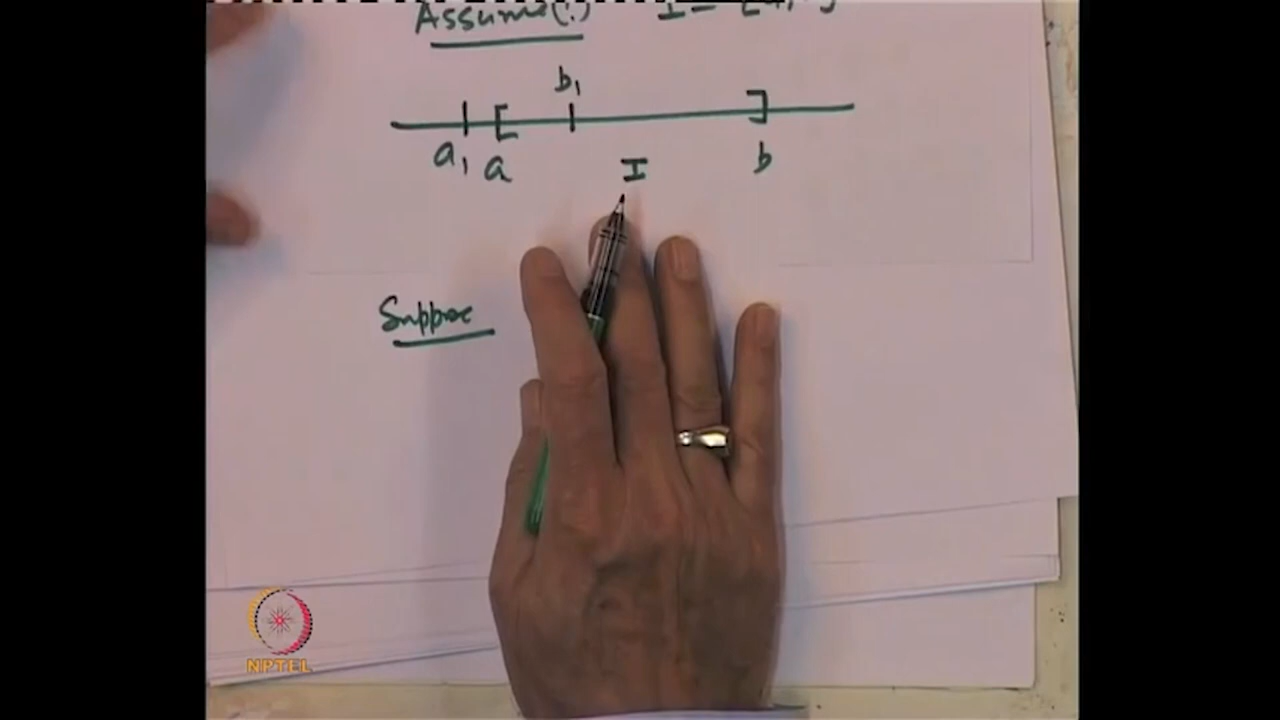 Assume(:) I = [a, b]
b₁
a₁ a I b
Suppose
NPTEL